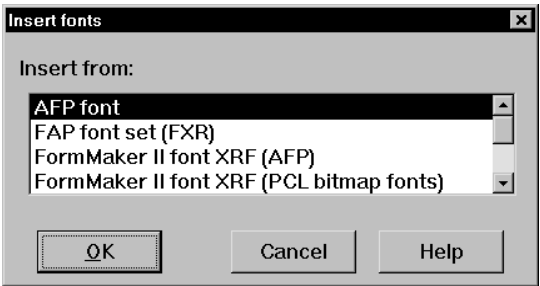 Insert fonts
Insert from:
AFP font
FAP font set (FXR)
FormMaker II font XRF (AFP)
FormMaker II font XRF (PCL bitmap fonts)
OK Cancel Help